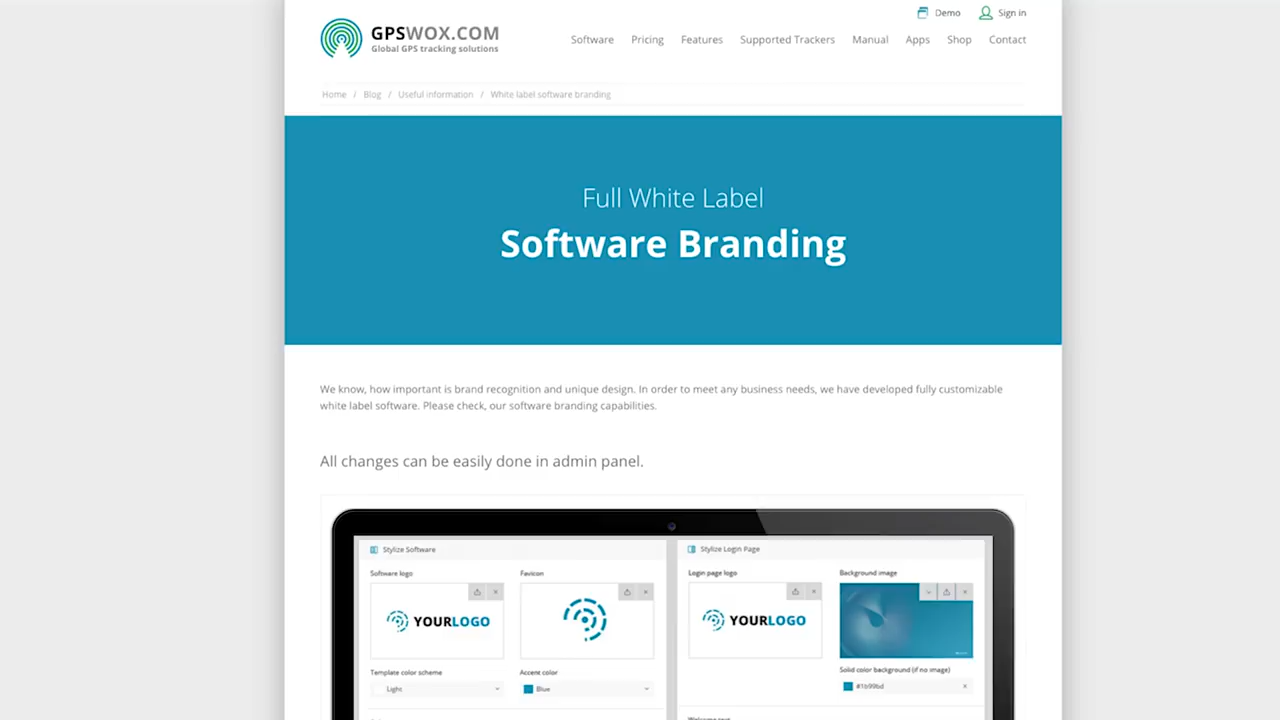 Demo
Sign in
GPSWOX.COM
Global GPS tracking solutions
Software Pricing Features Supported Trackers Manual Apps Shop Contact
Home / Blog / Useful information / White label software branding
Full White Label
Software Branding
We know, how important is brand recognition and unique design. In order to meet any business needs, we have developed fully customizable
white label software. Please check, our software branding capabilities.
All changes can be easily done in admin panel.
Stylize Software
Software logo
Favicon
YOURLOGO
Template color scheme
Accent color
Light
Blue
Stylize Login Page
Login page logo
Background image
YOURLOGO
Solid color background (if no image)
#1b99bd